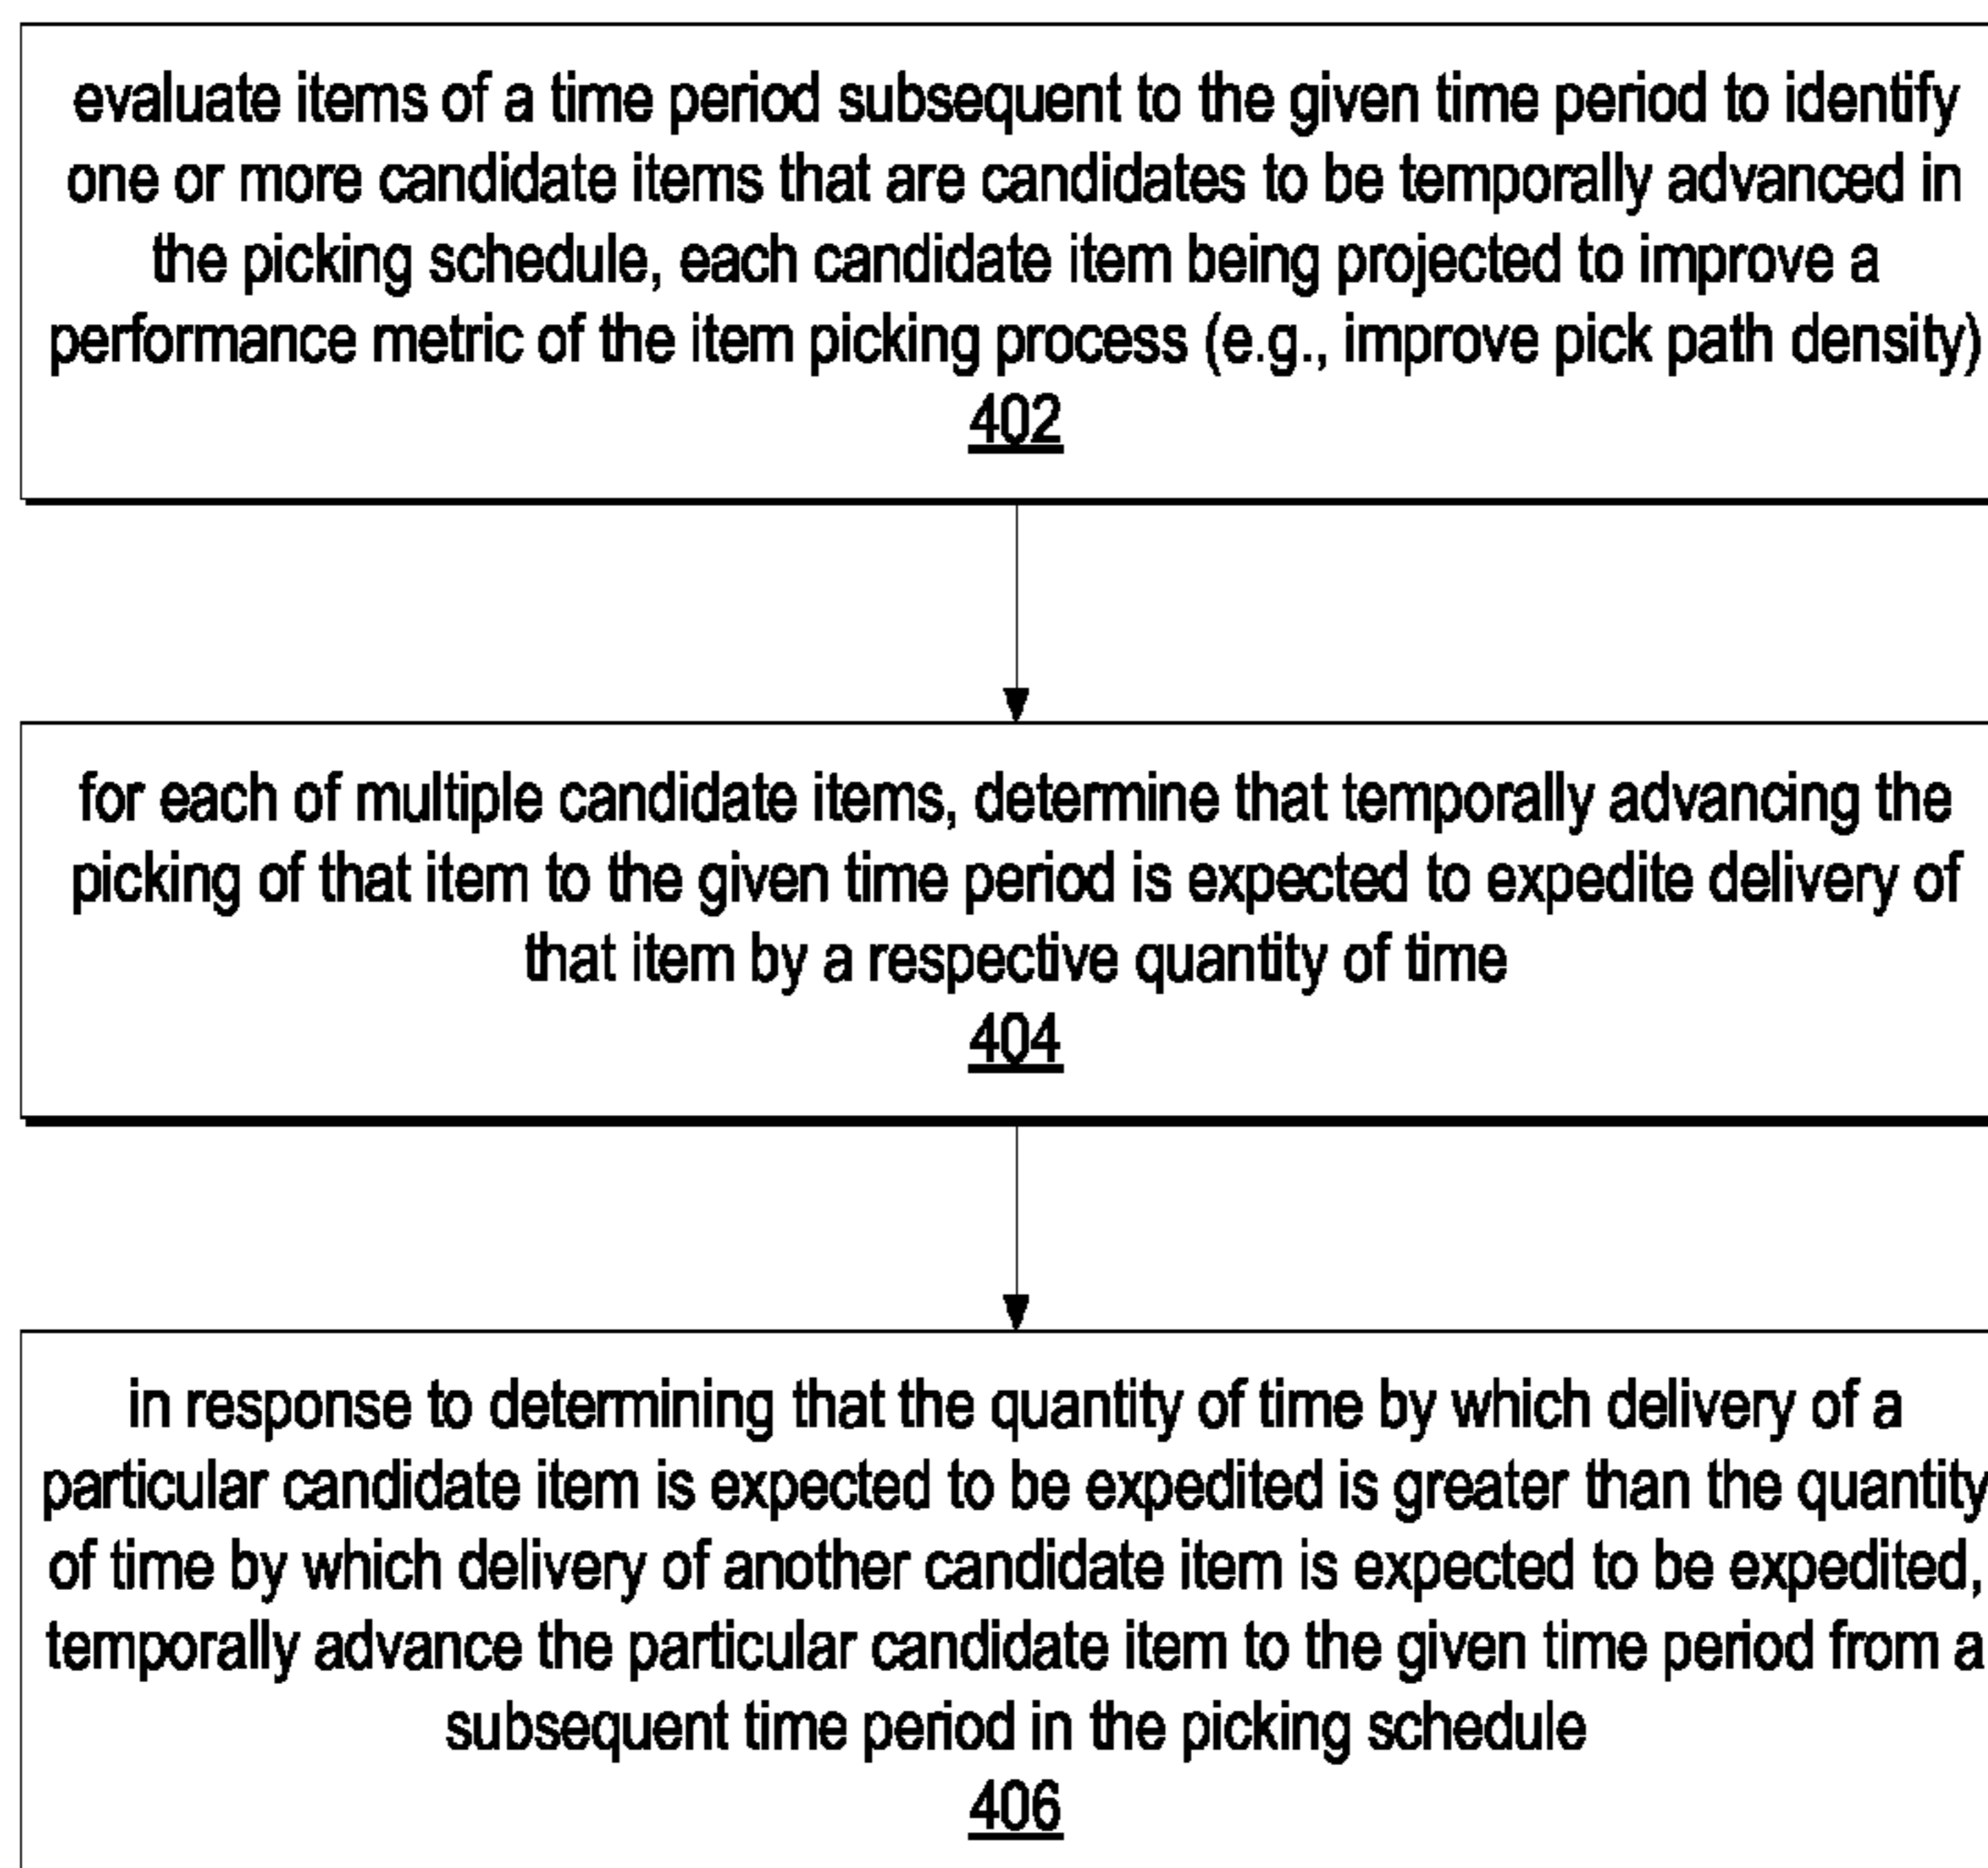 evaluate items of a time period subsequent to the given time period to identify
one or more candidate items that are candidates to be temporally advanced in
the picking schedule, each candidate item being projected to improve a
performance metric of the item picking process (e.g., improve pick path density)
402
for each of multiple candidate items, determine that temporally advancing the
picking of that item to the given time period is expected to expedite delivery of
that item by a respective quantity of time
404
in response to determining that the quantity of time by which delivery of a
particular candidate item is expected to be expedited is greater than the quantity
of time by which delivery of another candidate item is expected to be expedited,
temporally advance the particular candidate item to the given time period from a
subsequent time period in the picking schedule
406